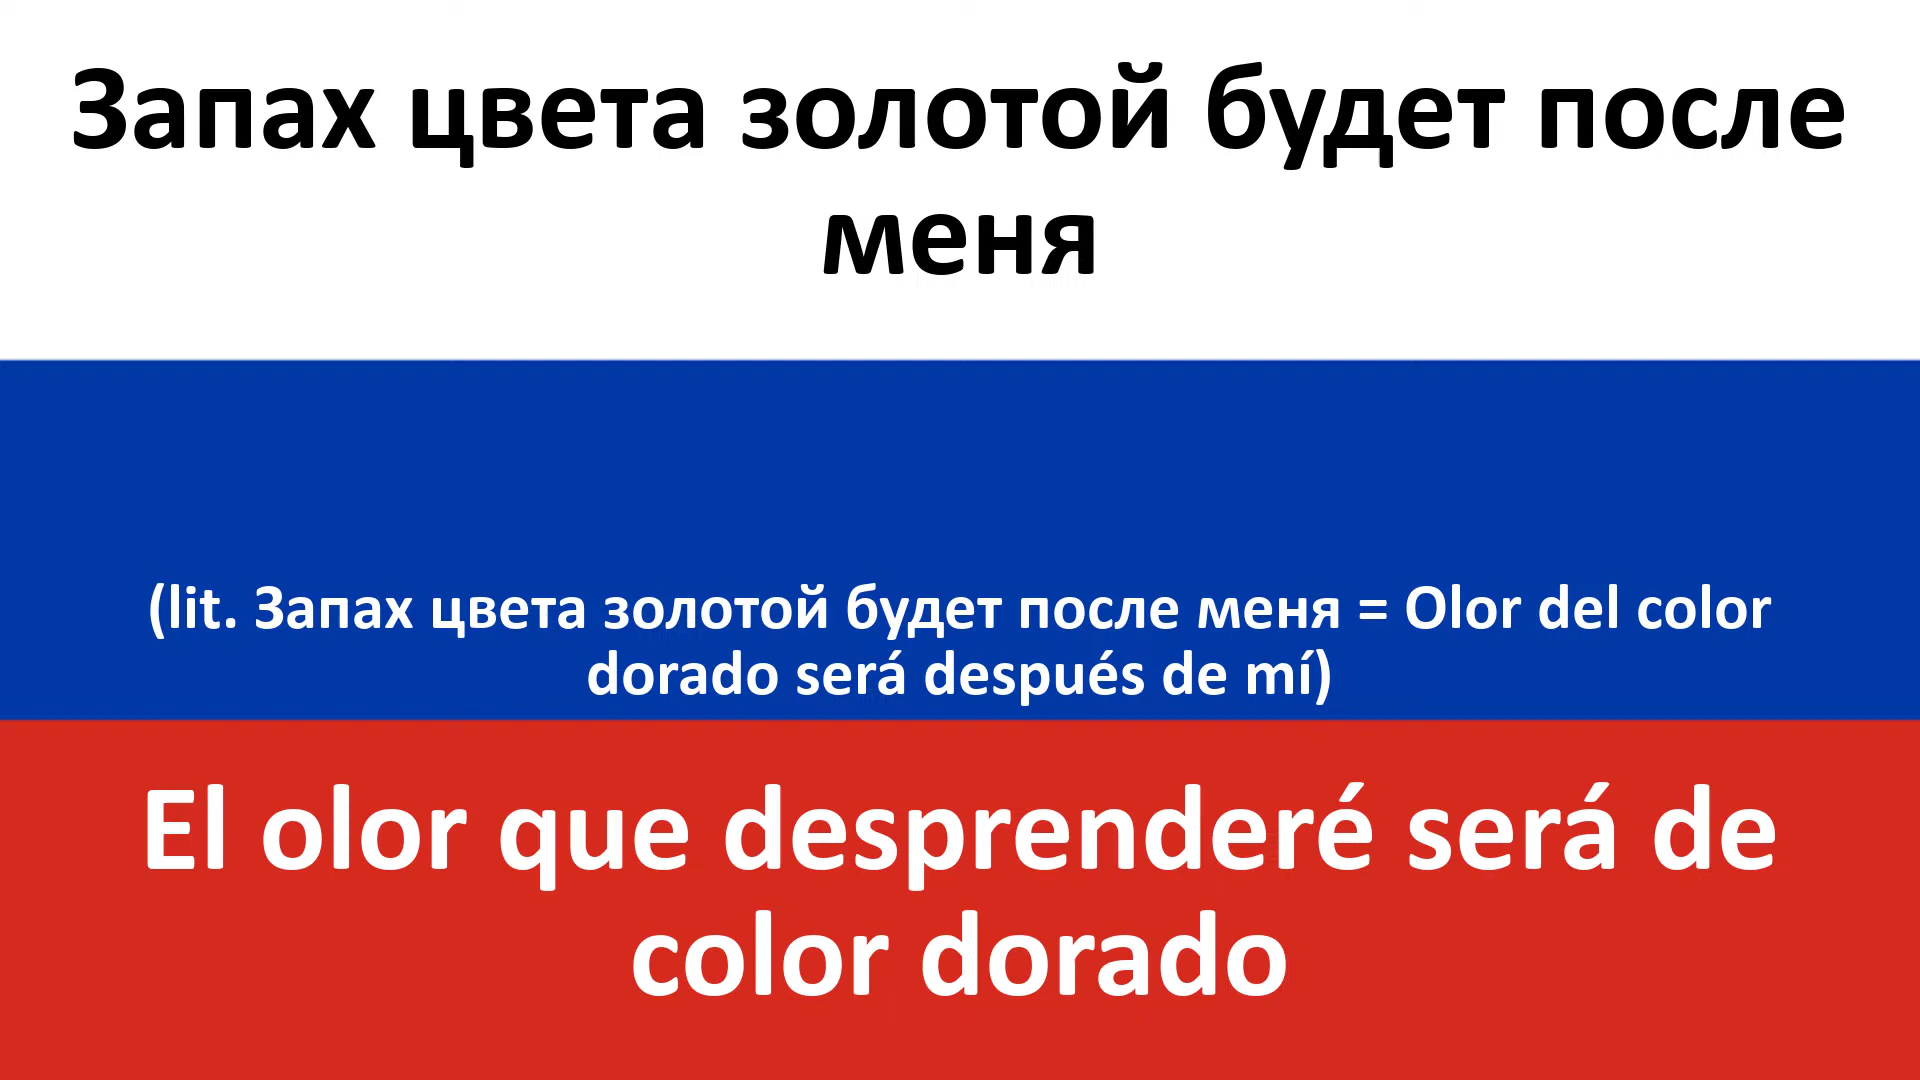 Запах цвета золотой будет после
меня
(lit. Запах цвета золотой будет после меня = Olor del color
dorado será después de mí)
El olor que desprenderé será de
color dorado